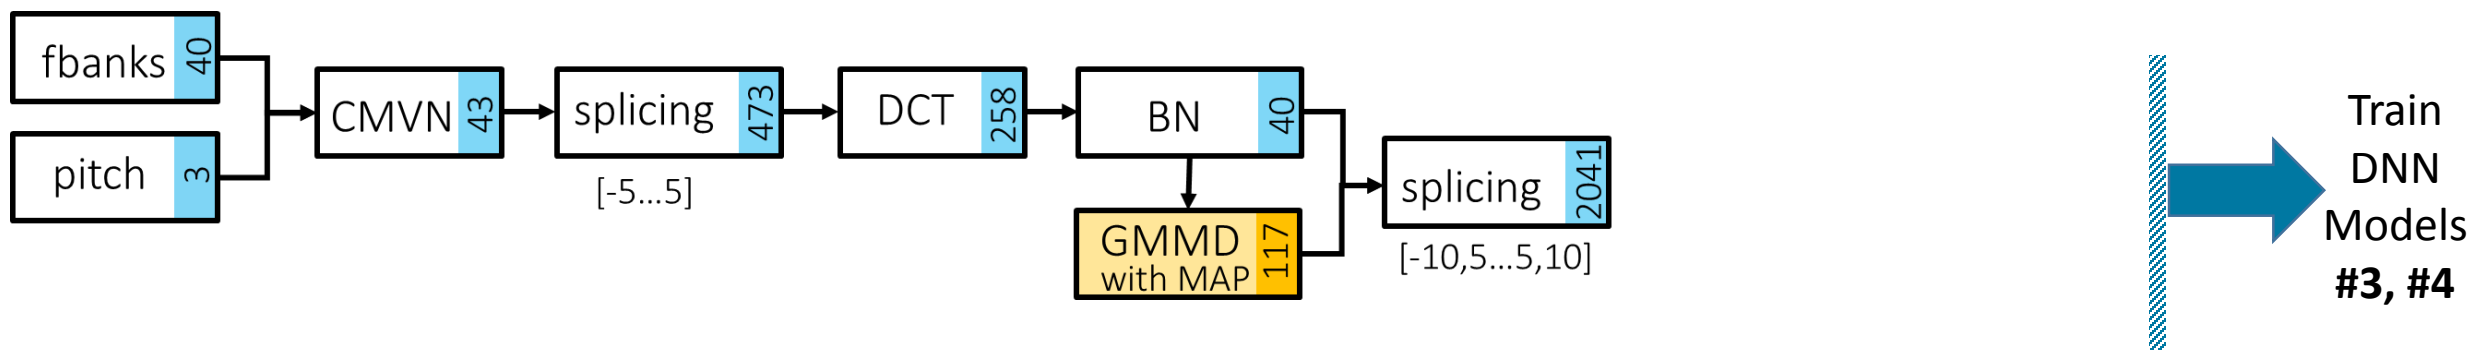 fbanks 40
pitch 3
CMVN 43
splicing 473
[-5...5]
DCT 258
BN 40
GMMD
with MAP
117
splicing 2041
[-10,5...5,10]
Train
DNN
Models
#3, #4